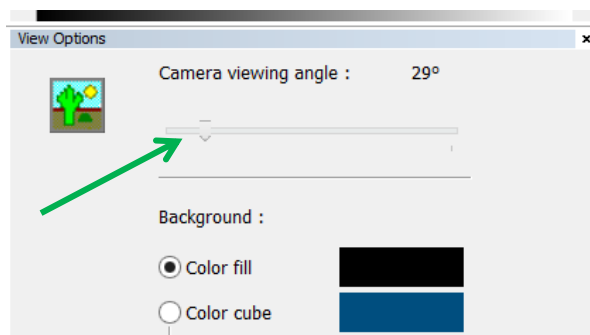 View Options
Camera viewing angle : 29°
Background :
Color fill
Color cube